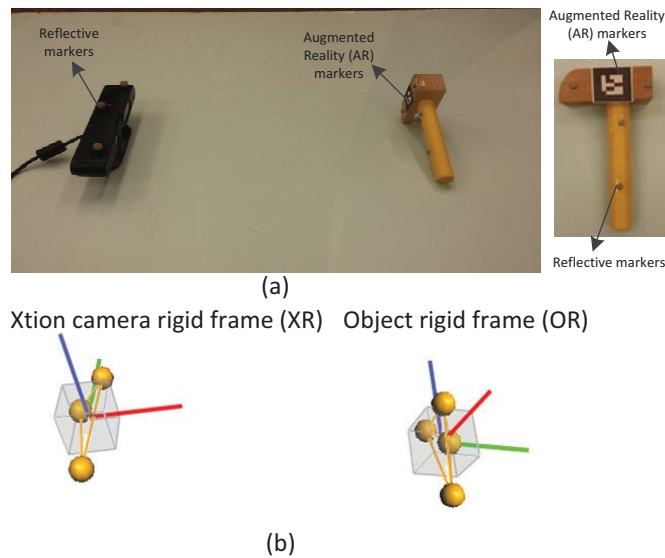 Reflective
markers
Augmented
Reality (AR)
markers
Augmented Reality
(AR) markers
Reflective markers
(a)
Xtion camera rigid frame (XR)
Object rigid frame (OR)
(b)